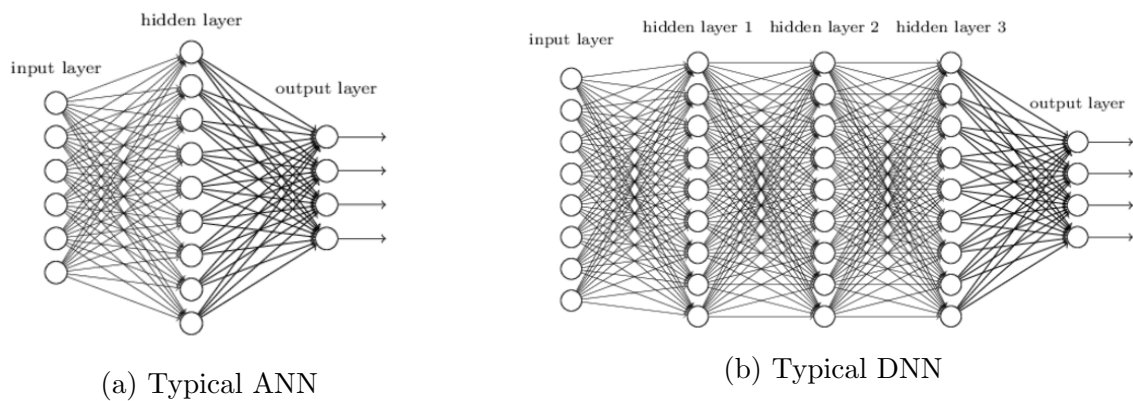 hidden layer
input layer
output layer
(a) Typical ANN
hidden layer 1 hidden layer 2 hidden layer 3
input layer
output layer
(b) Typical DNN